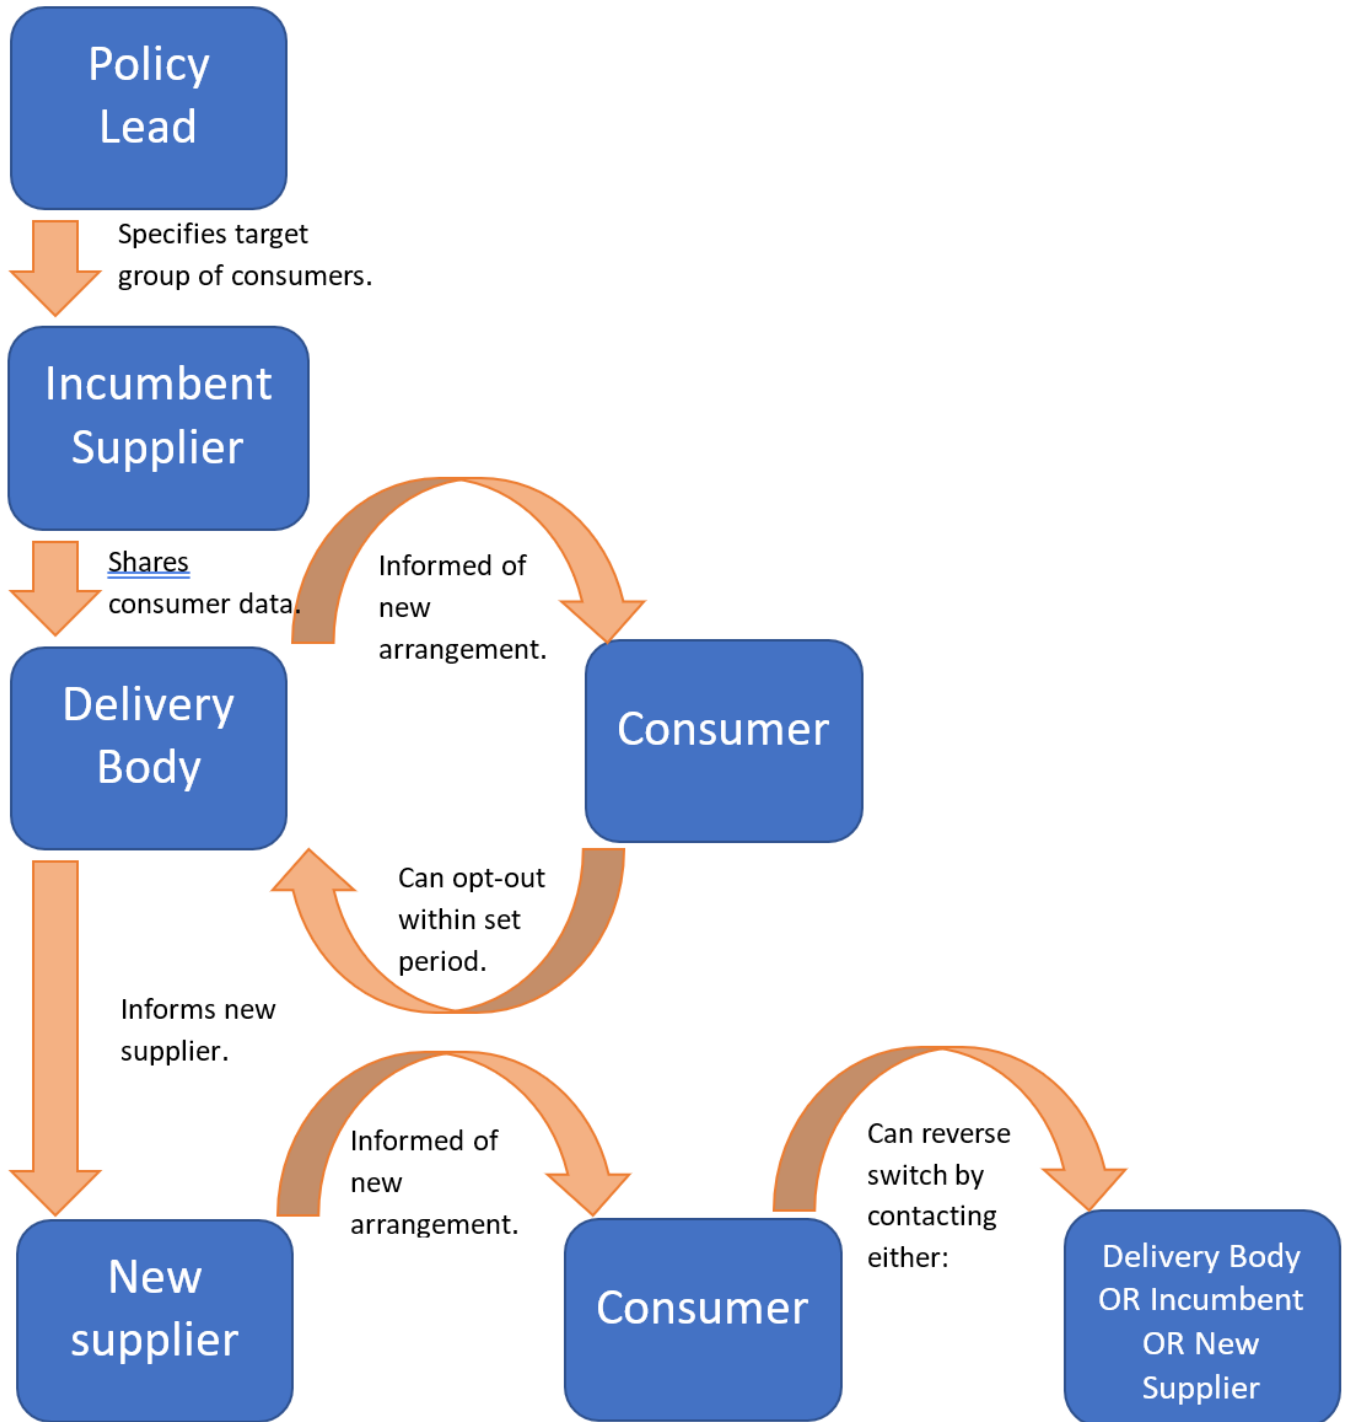 Policy
Lead
Specifies target
group of consumers.
Incumbent
Supplier
Shares
consumer data.
Informed of
new
arrangement.
Delivery
Body
Consumer
Can opt-out
within set
period.
Informs new
supplier.
Informed of
new
arrangement.
Can reverse
switch by
contacting
either:
New
supplier
Consumer
Delivery Body
OR Incumbent
OR New
Supplier